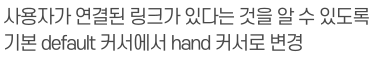 사용자가 연결된 링크가 있다는 것을 알 수 있도록
기본 default 커서에서 hand 커서로 변경